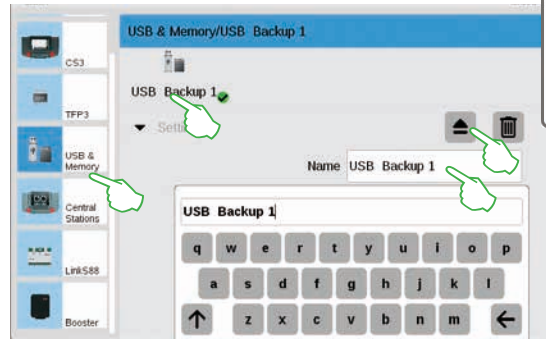 USB & Memory/USB Backup 1
CS3
USB Backup 1
TFP3
Setti
USB &
Memory
Name USB Backup 1
Central
Stations
USB Backup 1
q w e r t y u i o p
LinkS88
a s d f g h j k l
z x c v b n m
Booster